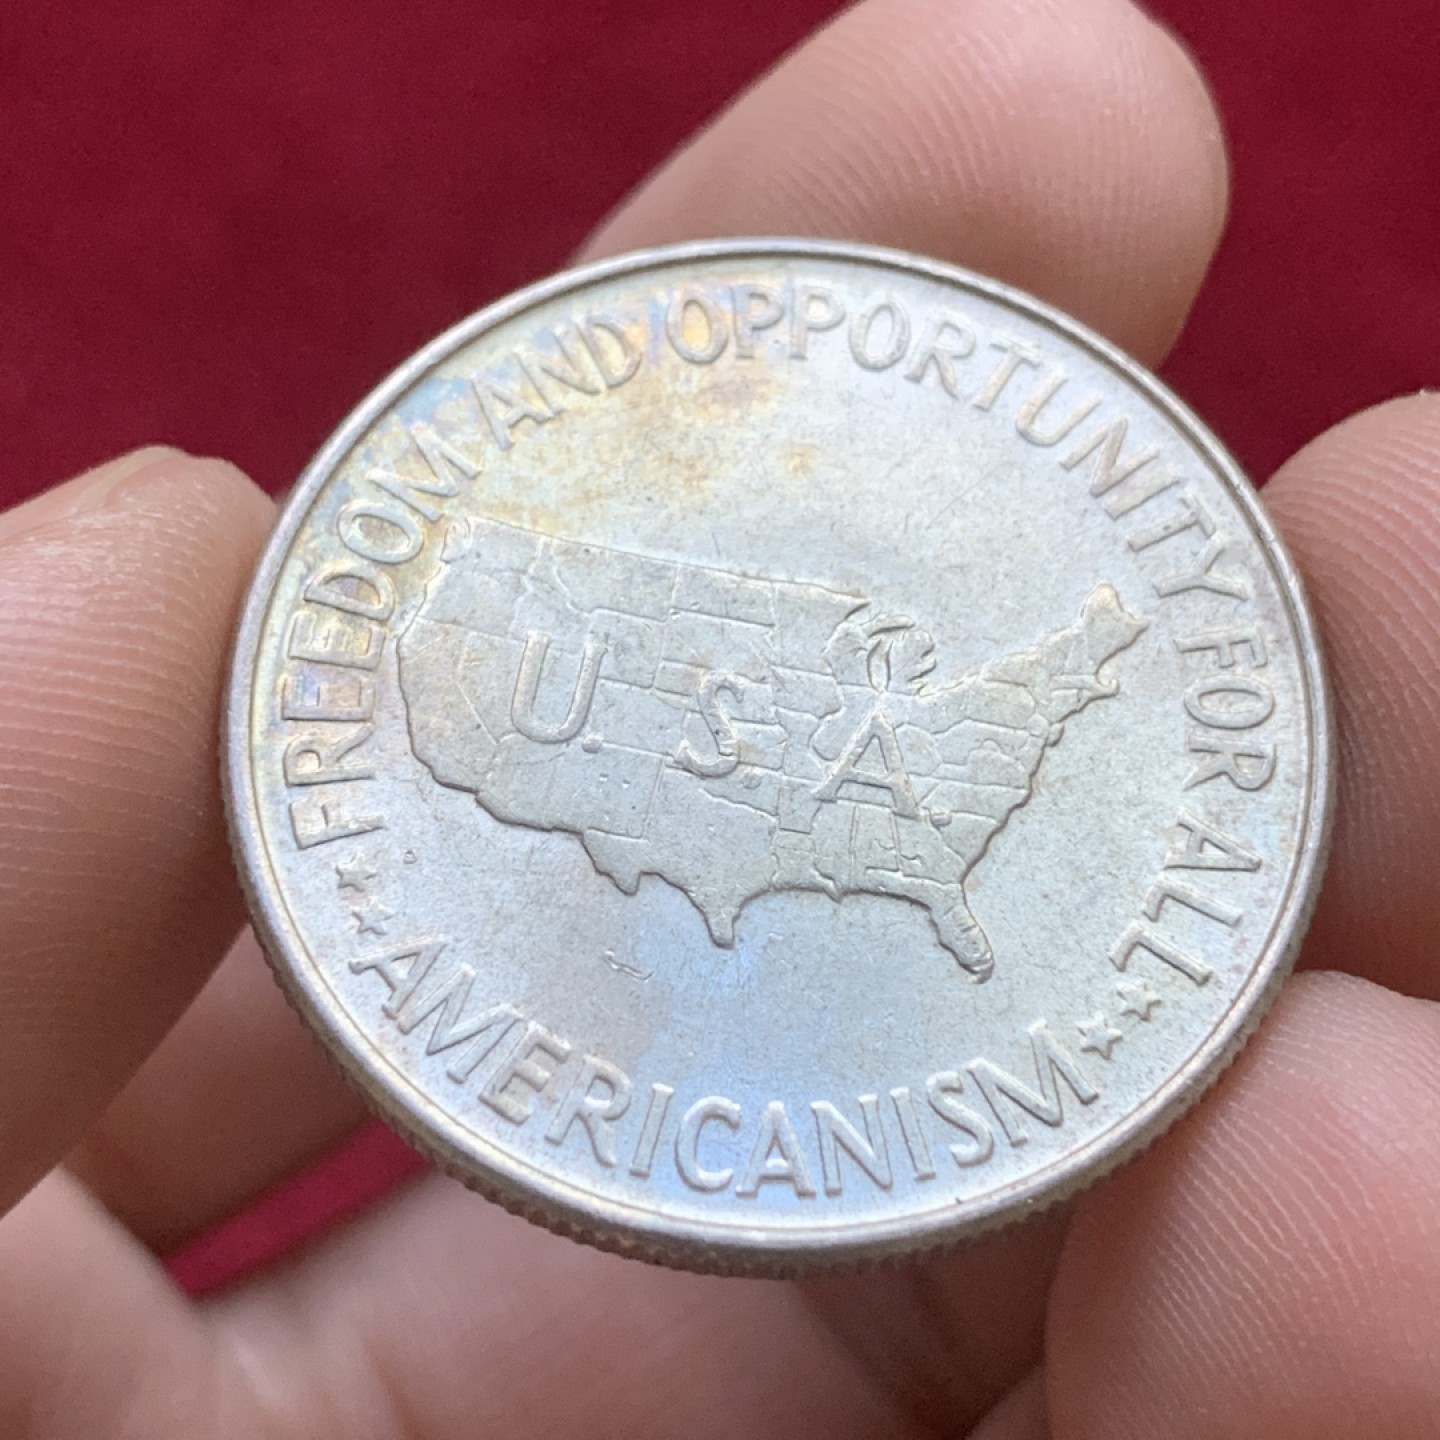 FREEDOM AND OPPORTUNITY FOR ALL
U.S.A.
AMERICANISM